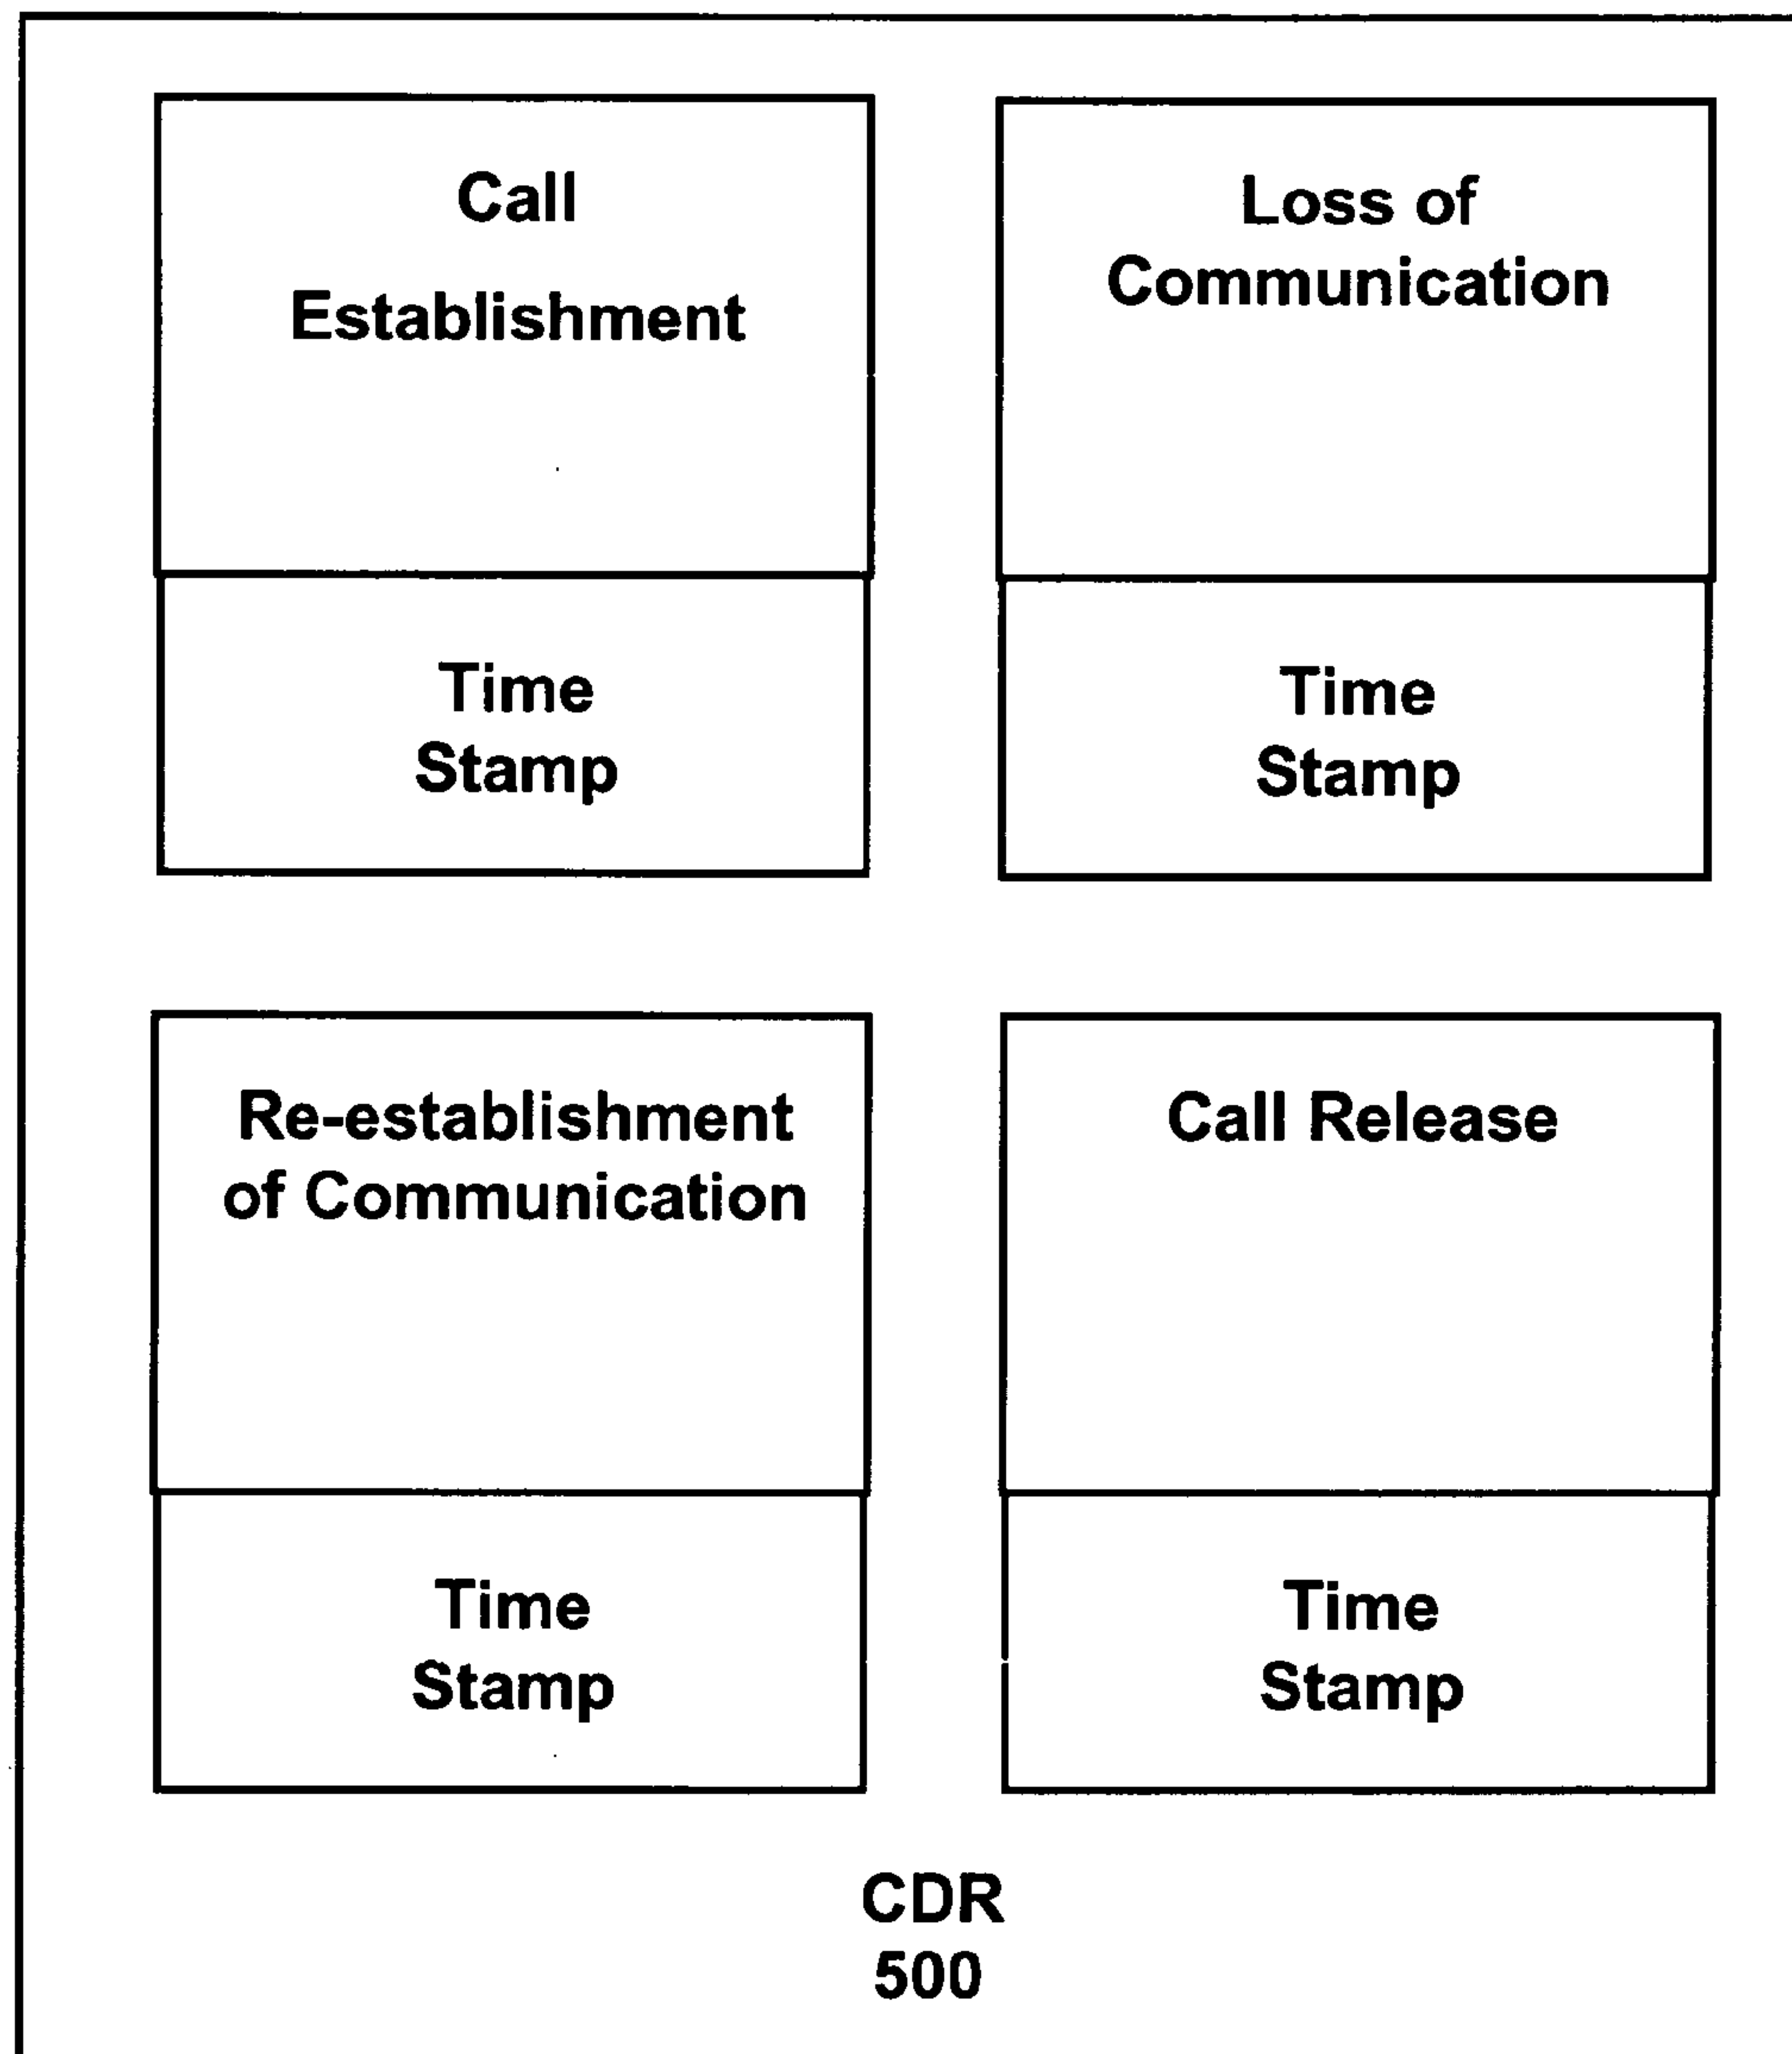 Call
Establishment
Time
Stamp
Loss of
Communication
Time
Stamp
Re-establishment
of Communication
Time
Stamp
Call Release
Time
Stamp
CDR
500